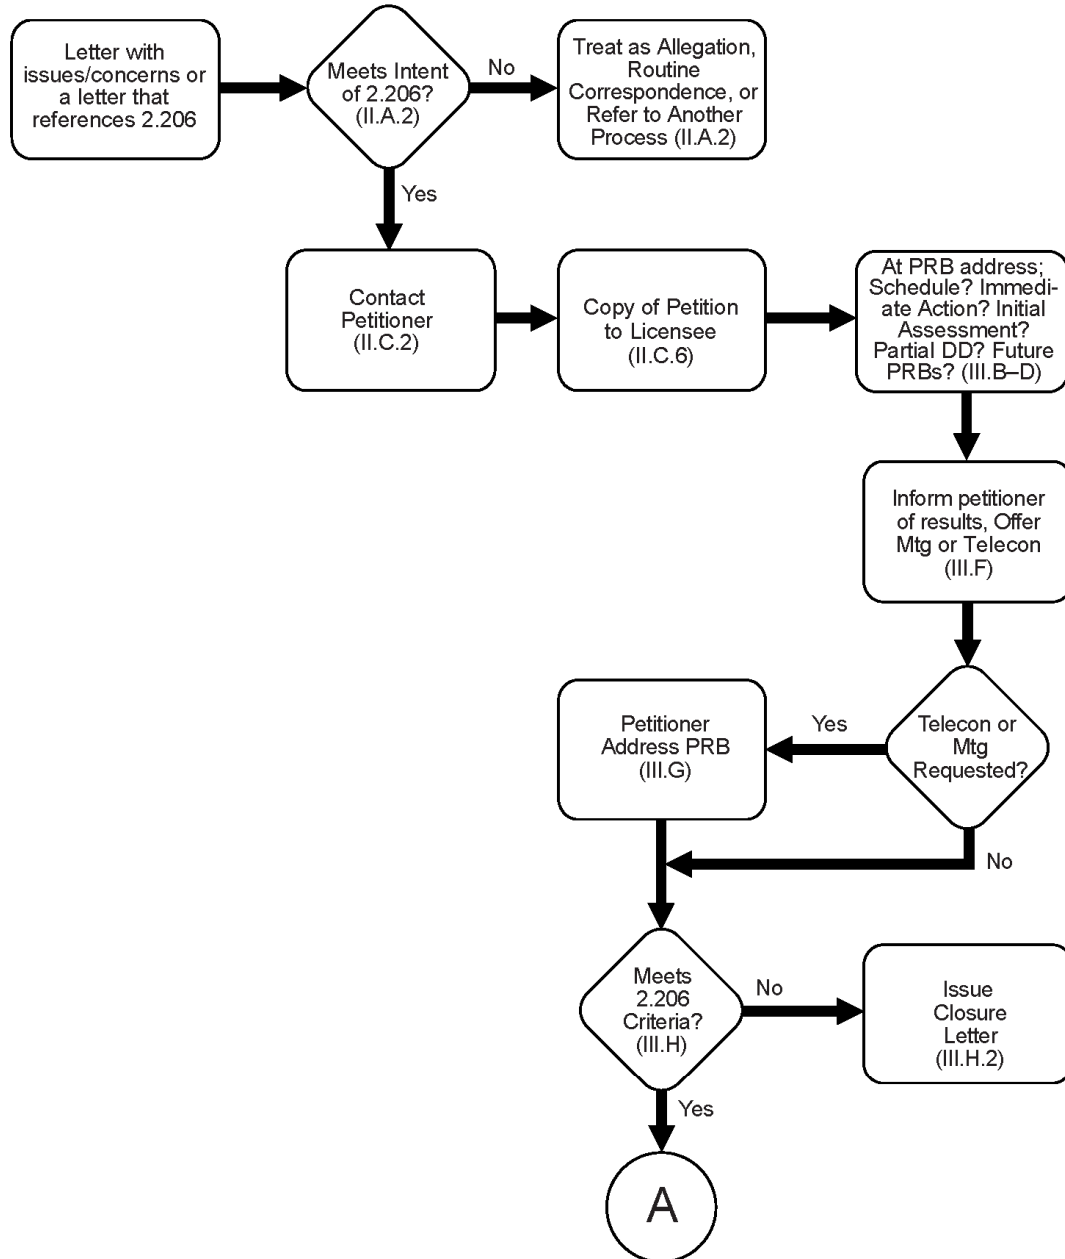 Letter with
issues/concerns or
a letter that
references 2.206
Meets Intent
of 2.206?
(II.A.2)
No
Treat as Allegation,
Routine
Correspondence, or
Refer to Another
Process (II.A.2)
Yes
Contact
Petitioner
(II.C.2)
Copy of Petition
to Licensee
(II.C.6)
At PRB address;
Schedule? Immedi-
ate Action? Initial
Assessment?
Partial DD? Future
PRBs? (III.B–D)
Inform petitioner
of results, Offer
Mtg or Telecon
(III.F)
Telecon or
Mtg
Requested?
Yes
Petitioner
Address PRB
(III.G)
No
Meets
2.206
Criteria?
(III.H)
No
Issue
Closure
Letter
(III.H.2)
Yes
A